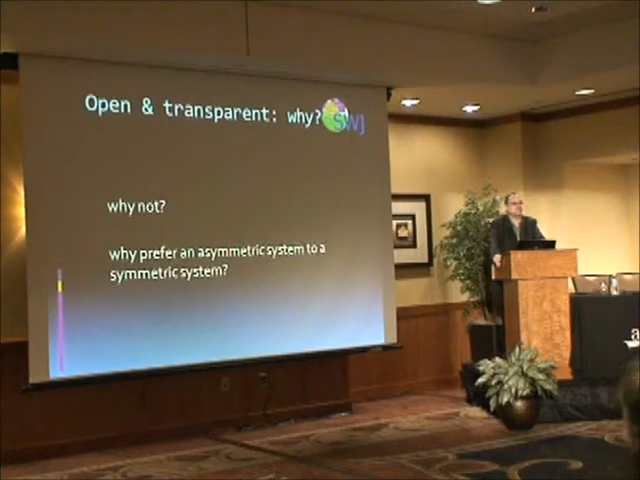 Open & transparent: why?
SWJ
why not?
why prefer an asymmetric system to a
symmetric system?
a